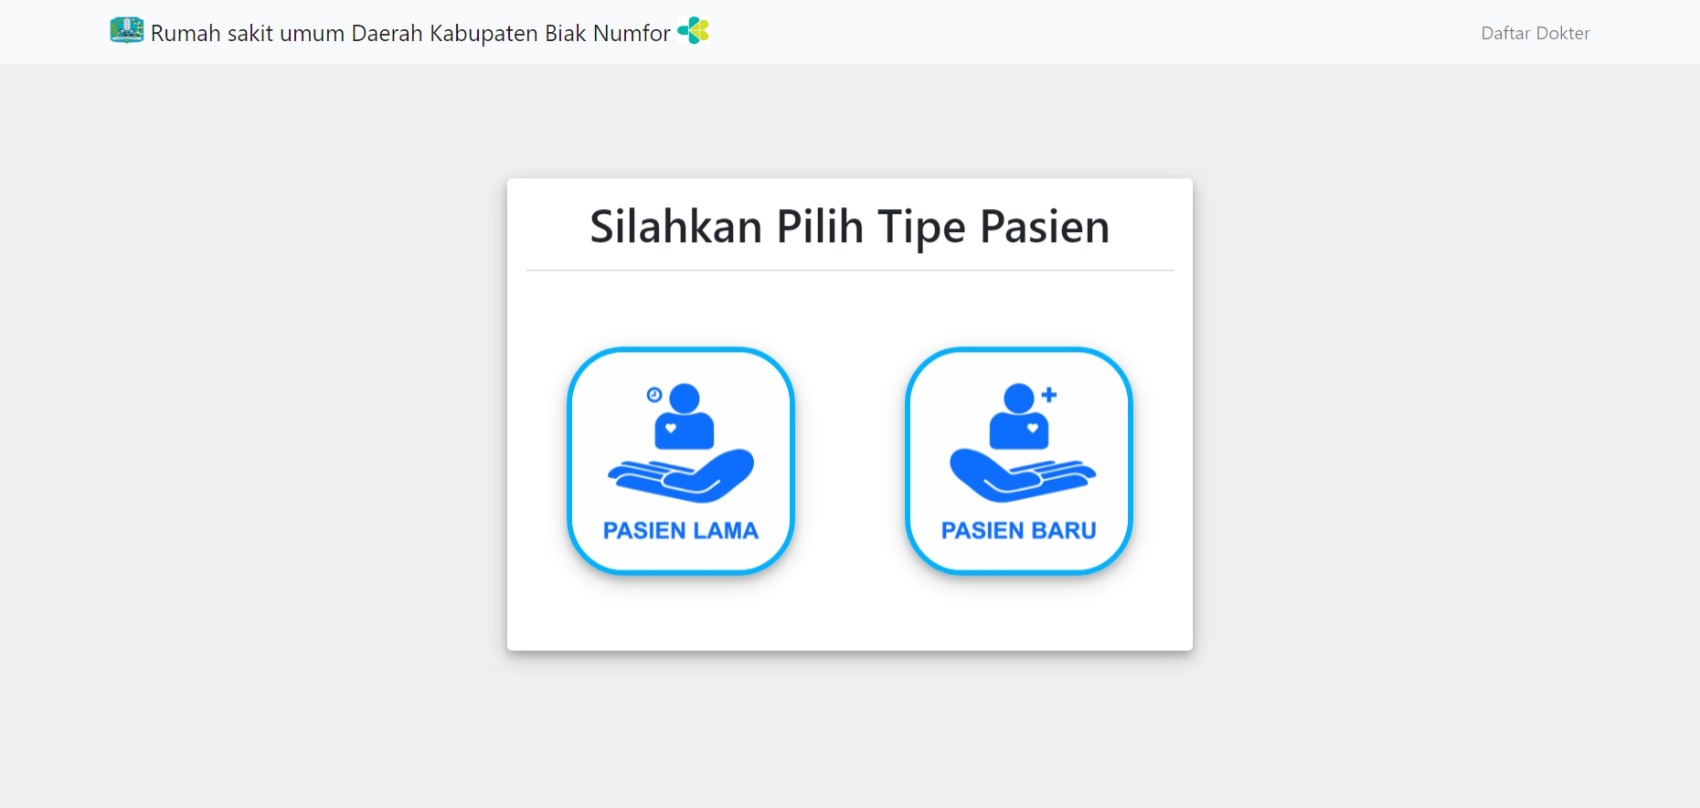 Rumah sakit umum Daerah Kabupaten Biak Numfor
Daftar Dokter
Silahkan Pilih Tipe Pasien
PASIEN LAMA
PASIEN BARU